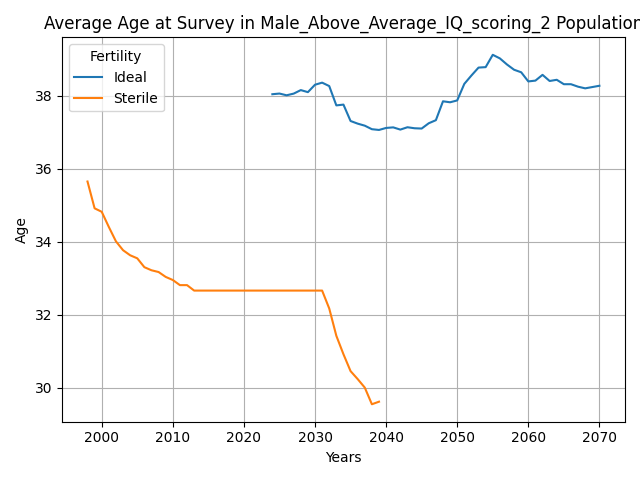 Average Age at Survey in Male_Above_Average_IQ_scoring_2 Population
Fertility
Ideal
Sterile
38
36
34
32
30
Age
2000
2010
2020
2030
2040
2050
2060
2070
Years